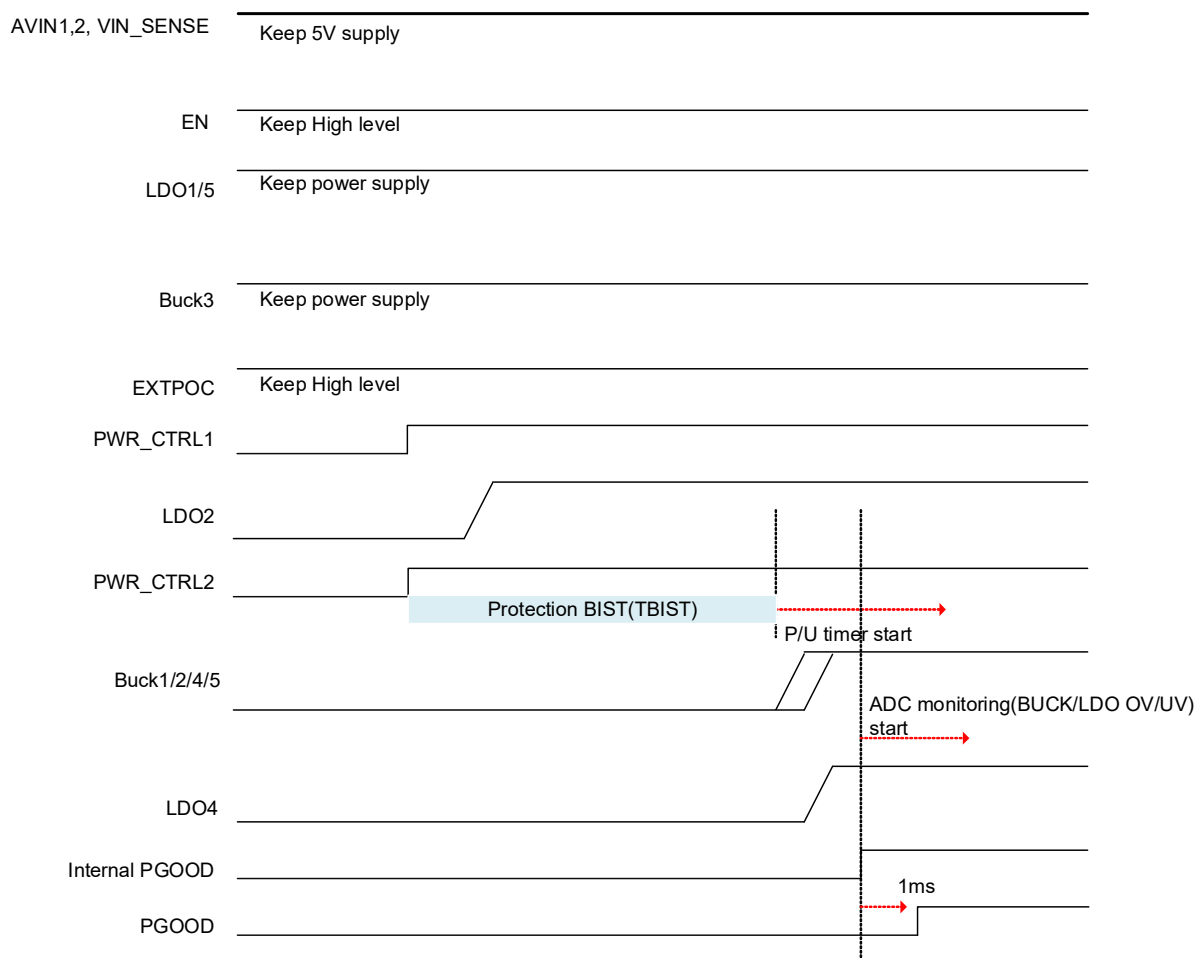 AVIN1,2, VIN_SENSE
Keep 5V supply
EN
Keep High level
LDO1/5
Keep power supply
Buck3
Keep power supply
EXTPOC
Keep High level
PWR_CTRL1
LDO2
PWR_CTRL2
Protection BIST(TBIST)
P/U timer start
Buck1/2/4/5
ADC monitoring(BUCK/LDO OV/UV)
start
LDO4
Internal PGOOD
1ms
PGOOD